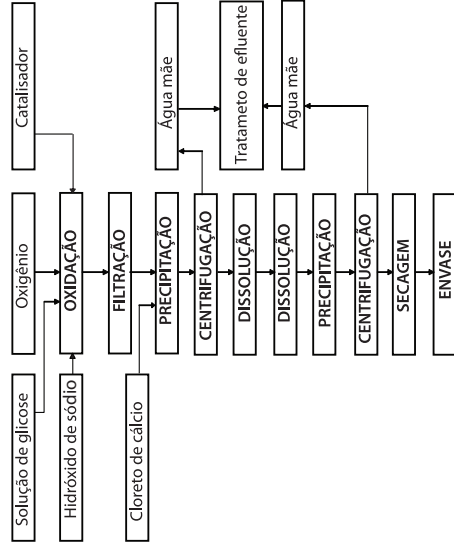 Solução de glicose
Oxigênio
Catalisador
Hidróxido de sódio
OXIDAÇÃO
FILTRAÇÃO
Cloreto de cálcio
PRECIPITAÇÃO
Água mãe
CENTRIFUGAÇÃO
Tratameto de efluente
DISSOLUÇÃO
DISSOLUÇÃO
Água mãe
PRECIPITAÇÃO
CENTRIFUGAÇÃO
SECAGEM
ENVASE